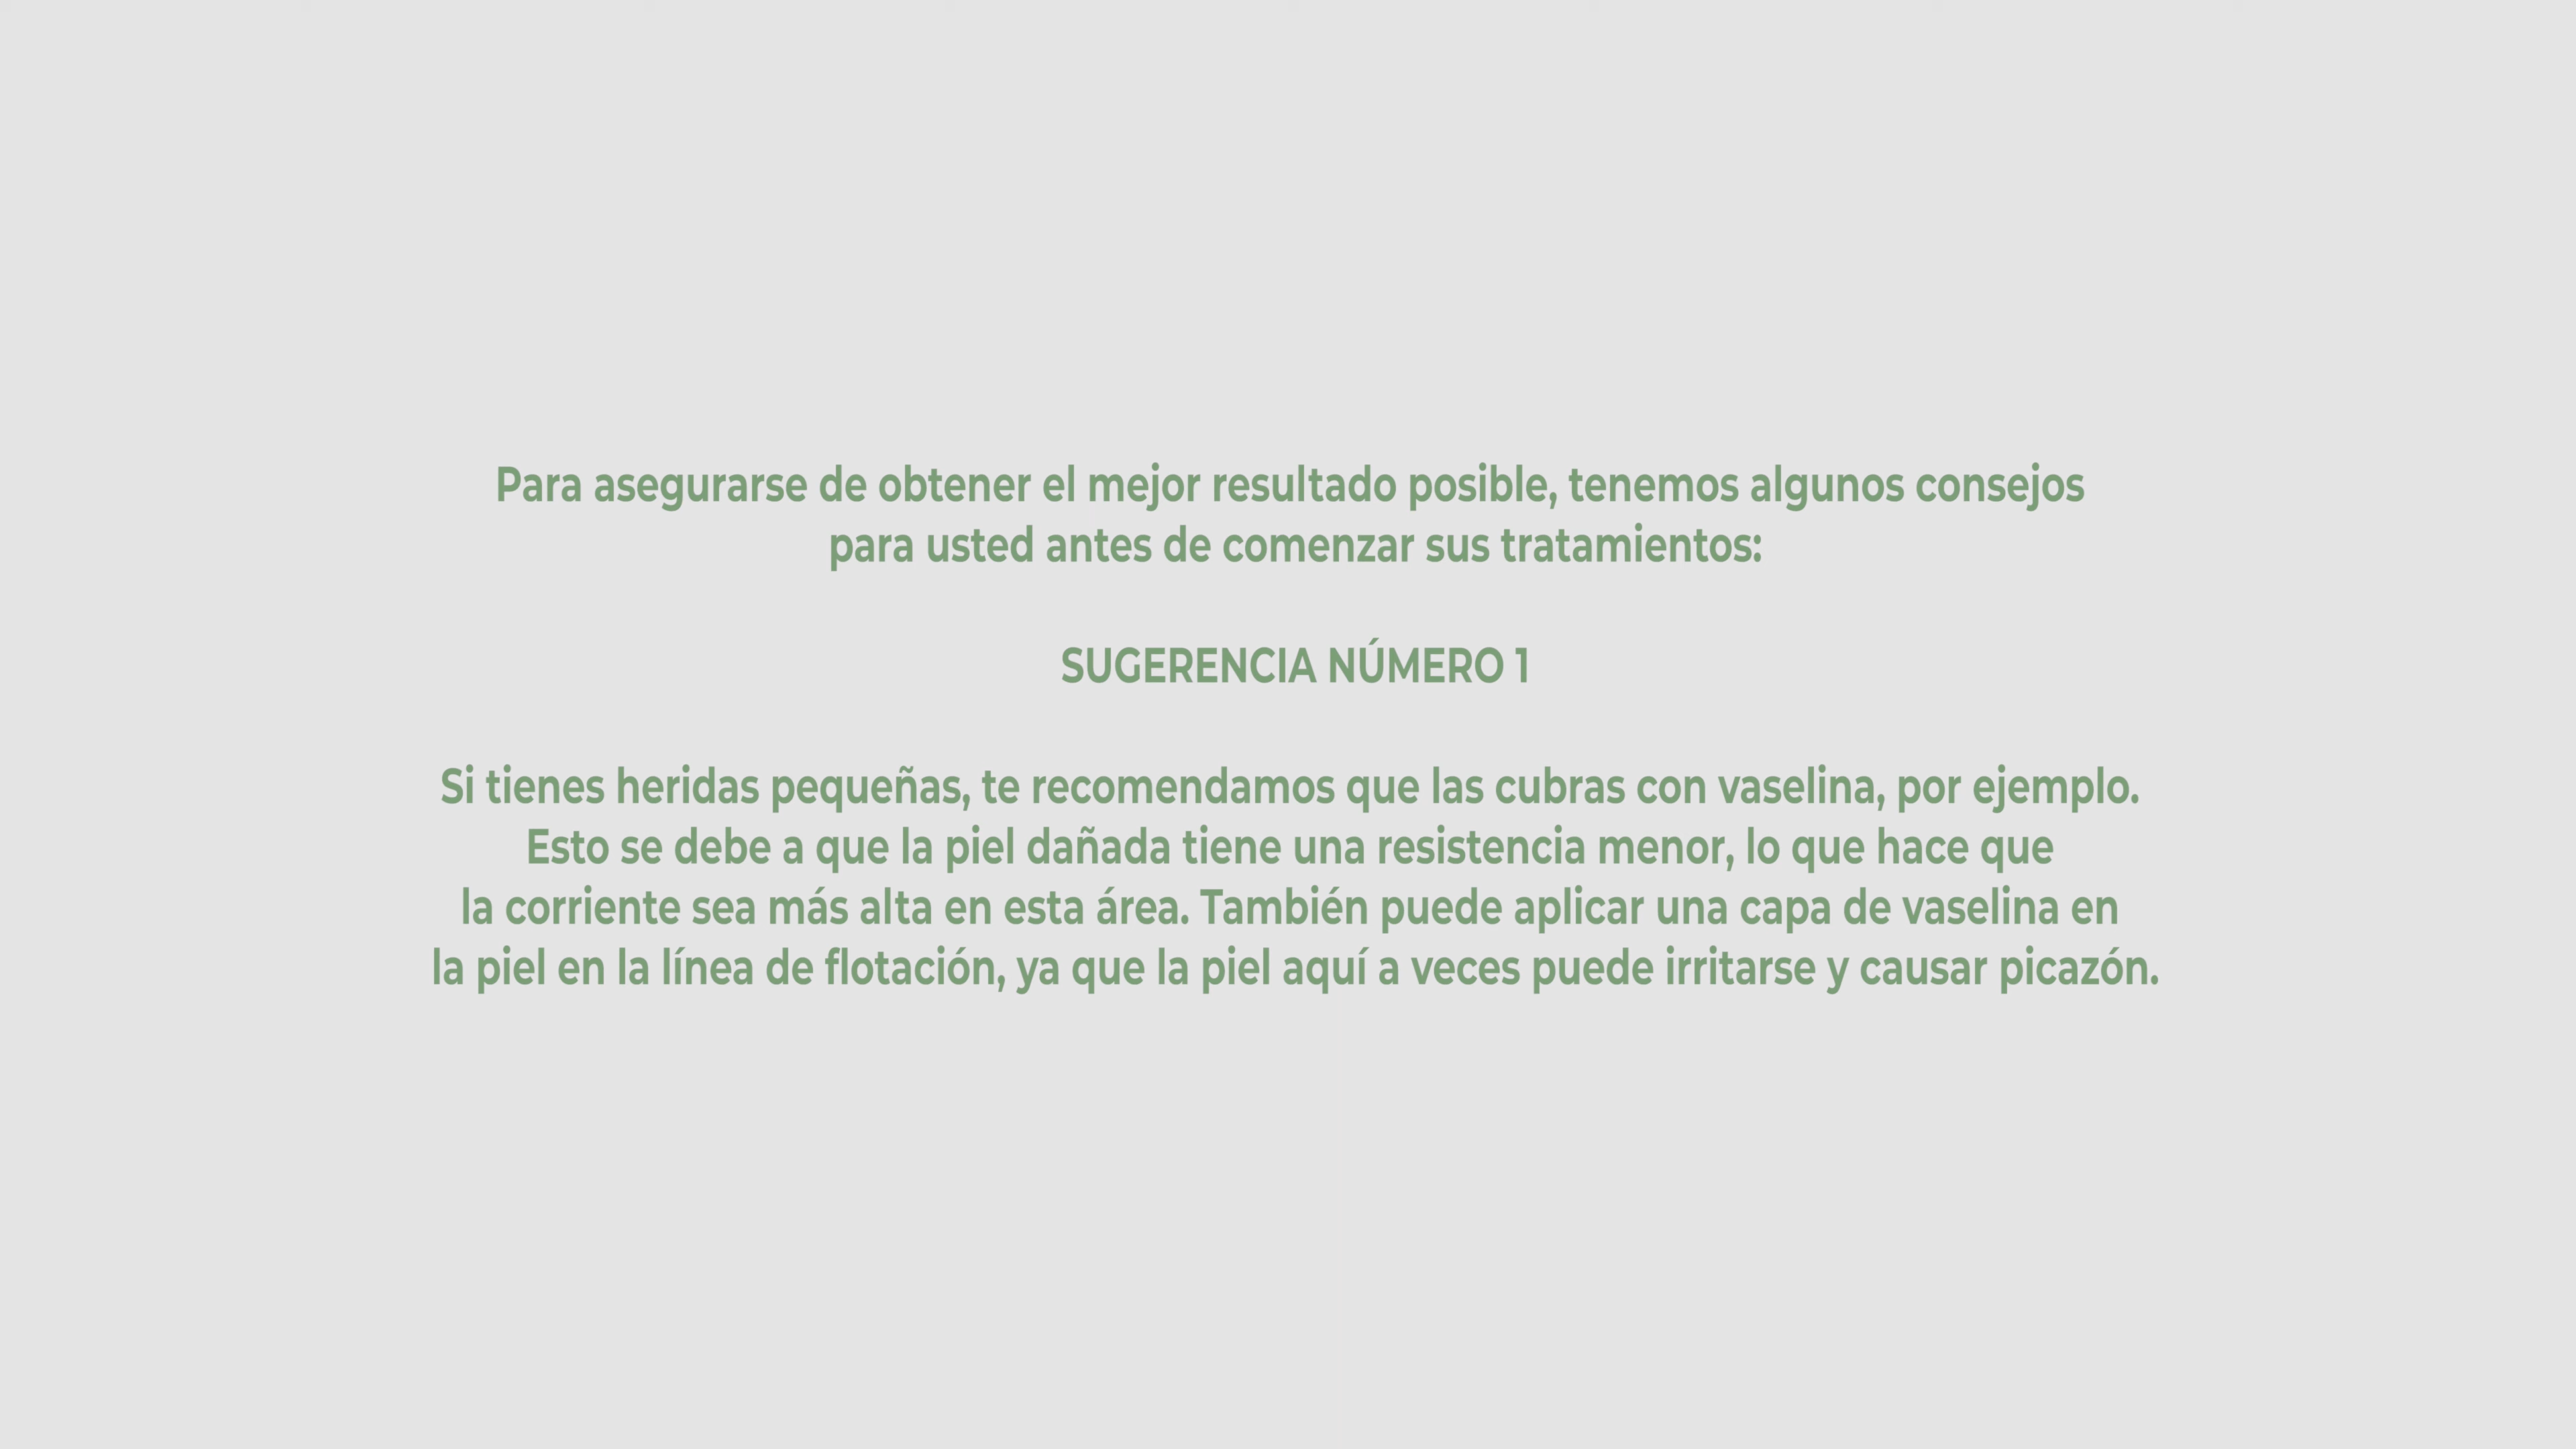 Para asegurarse de obtener el mejor resultado posible, tenemos algunos consejos
para usted antes de comenzar sus tratamientos:
SUGERENCIA NÚMERO 1
Si tienes heridas pequeñas, te recomendamos que las cubras con vaselina, por ejemplo.
Esto se debe a que la piel dañada tiene una resistencia menor, lo que hace que
la corriente sea más alta en esta área. También puede aplicar una capa de vaselina en
la piel en la línea de flotación, ya que la piel aquí a veces puede irritarse y causar picazón.